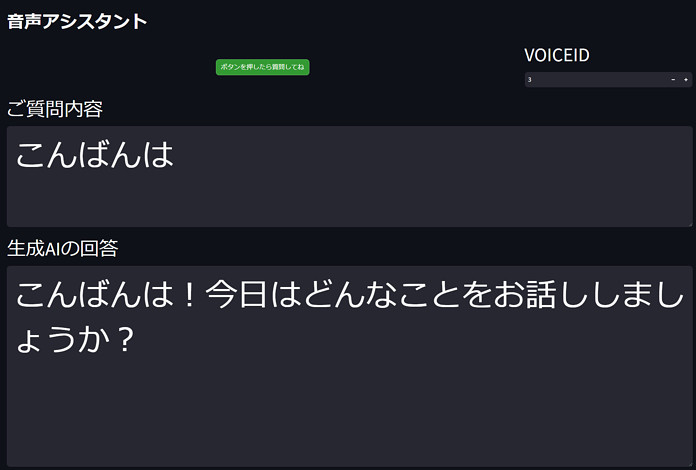 音声アシスタント
ボタンを押したら質問してね
VOICEID
3
− +
ご質問内容
こんばんは
生成AIの回答
こんばんは！今日はどんなことをお話ししまし
ょうか？